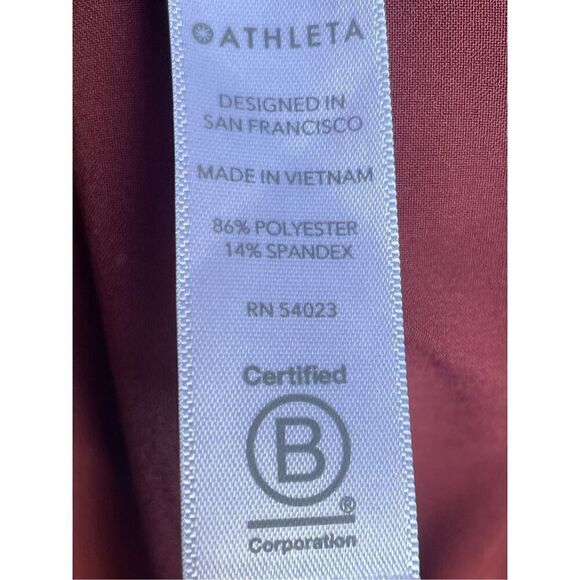 ATHLETA
DESIGNED IN
SAN FRANCISCO
MADE IN VIETNAM
86% POLYESTER
14% SPANDEX
RN 54023
Certified
B
®
Corporation